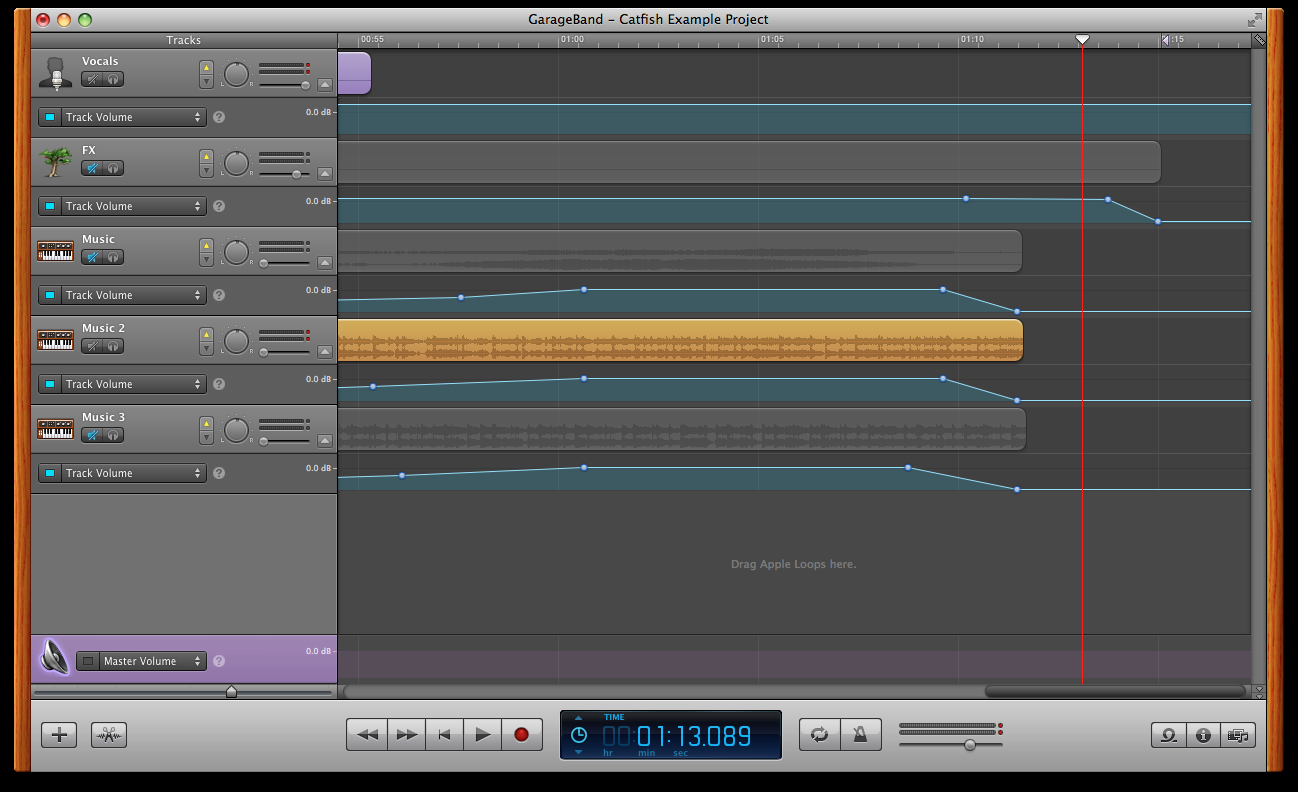 GarageBand – Catfish Example Project
Tracks
00:55 01:00 01:05 01:10 :15
Vocals
L R
Track Volume ? 0.0 dB
FX
L R
Track Volume ? 0.0 dB
Music
L R
Track Volume ? 0.0 dB
Music 2
L R
Track Volume ? 0.0 dB
Music 3
L R
Track Volume ? 0.0 dB
Drag Apple Loops here.
Master Volume ? 0.0 dB
TIME
00:01:13.089
hr min sec